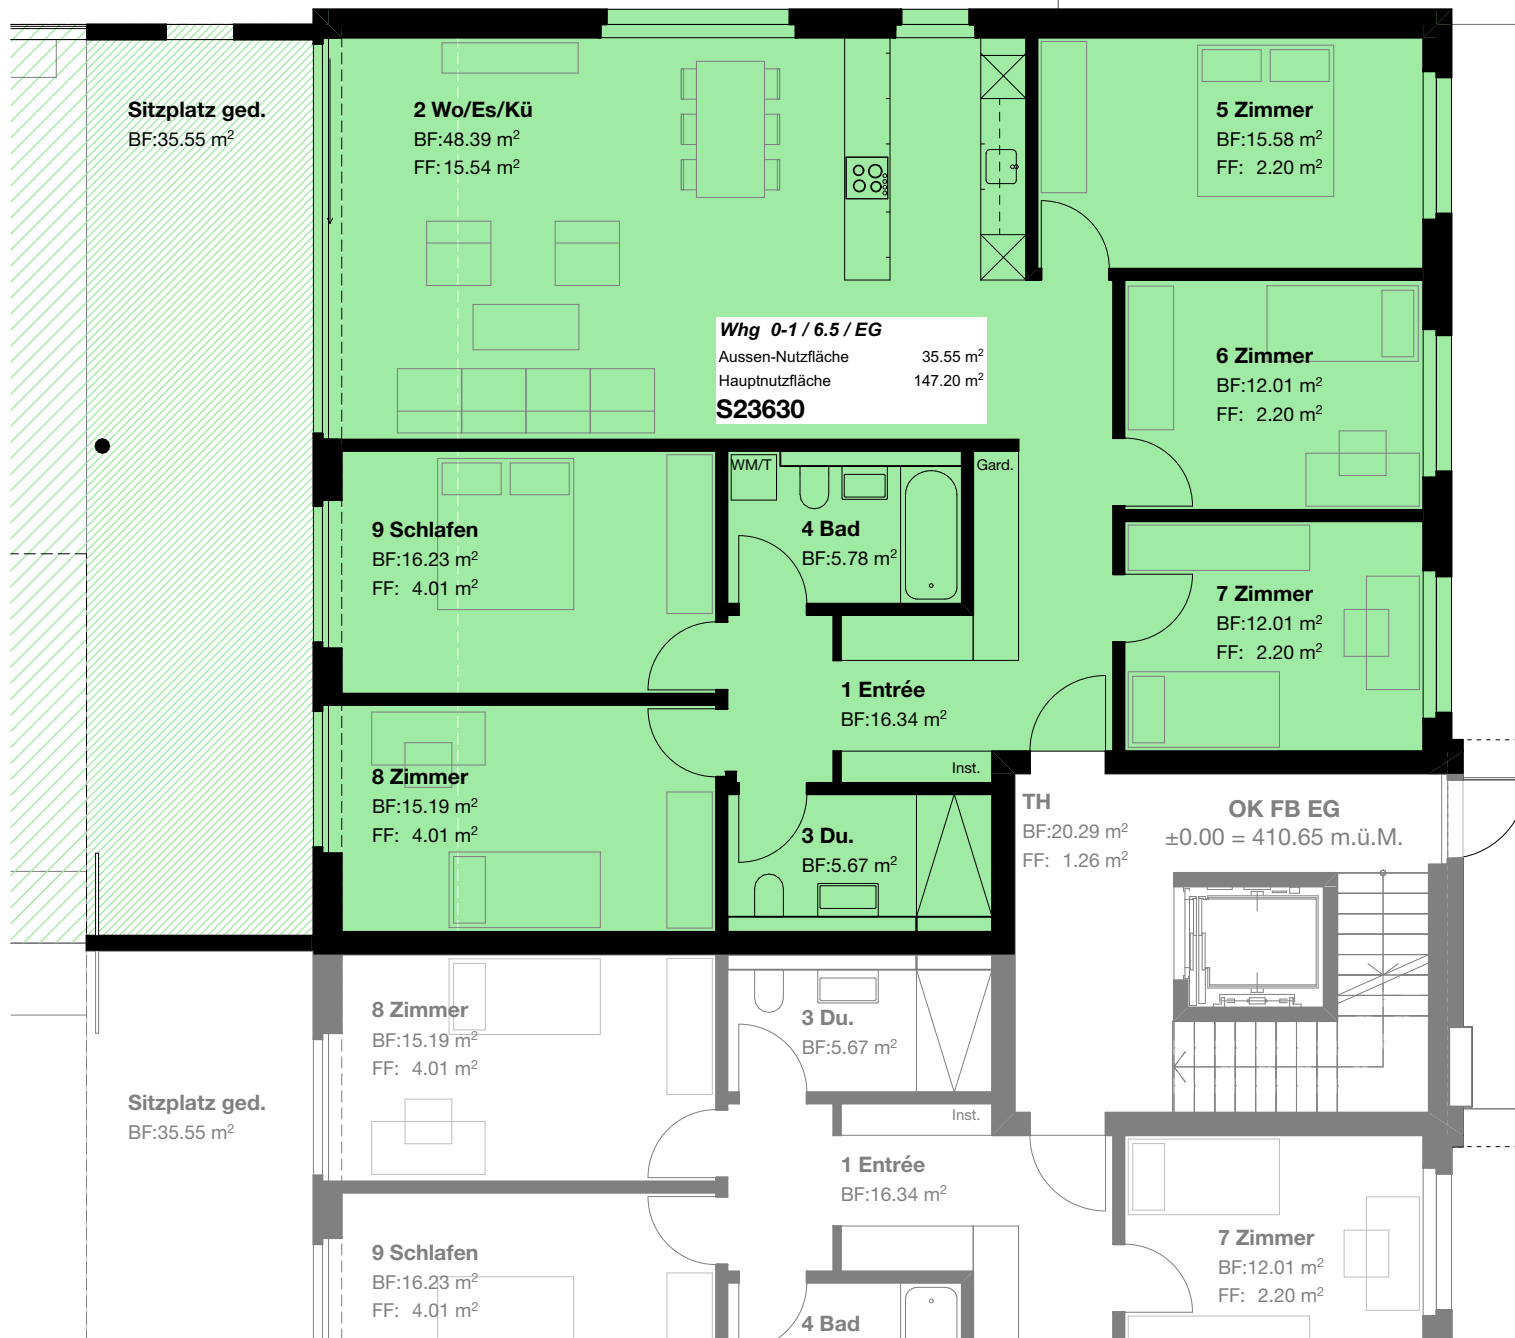 Sitzplatz ged.
BF:35.55 m²
2 Wo/Es/Kü
BF:48.39 m²
FF: 15.54 m²
5 Zimmer
BF:15.58 m²
FF: 2.20 m²
Whg 0-1 / 6.5 / EG
Aussen-Nutzfläche 35.55 m²
Hauptnutzfläche 147.20 m²
S23630
6 Zimmer
BF:12.01 m²
FF: 2.20 m²
WM/T
Gard.
9 Schlafen
BF:16.23 m²
FF: 4.01 m²
4 Bad
BF:5.78 m²
7 Zimmer
BF:12.01 m²
FF: 2.20 m²
1 Entrée
BF:16.34 m²
Inst.
8 Zimmer
BF:15.19 m²
FF: 4.01 m²
3 Du.
BF:5.67 m²
TH
BF:20.29 m²
FF: 1.26 m²
OK FB EG
±0.00 = 410.65 m.ü.M.
8 Zimmer
BF:15.19 m²
FF: 4.01 m²
3 Du.
BF:5.67 m²
Sitzplatz ged.
BF:35.55 m²
Inst.
1 Entrée
BF:16.34 m²
9 Schlafen
BF:16.23 m²
FF: 4.01 m²
4 Bad
7 Zimmer
BF:12.01 m²
FF: 2.20 m²